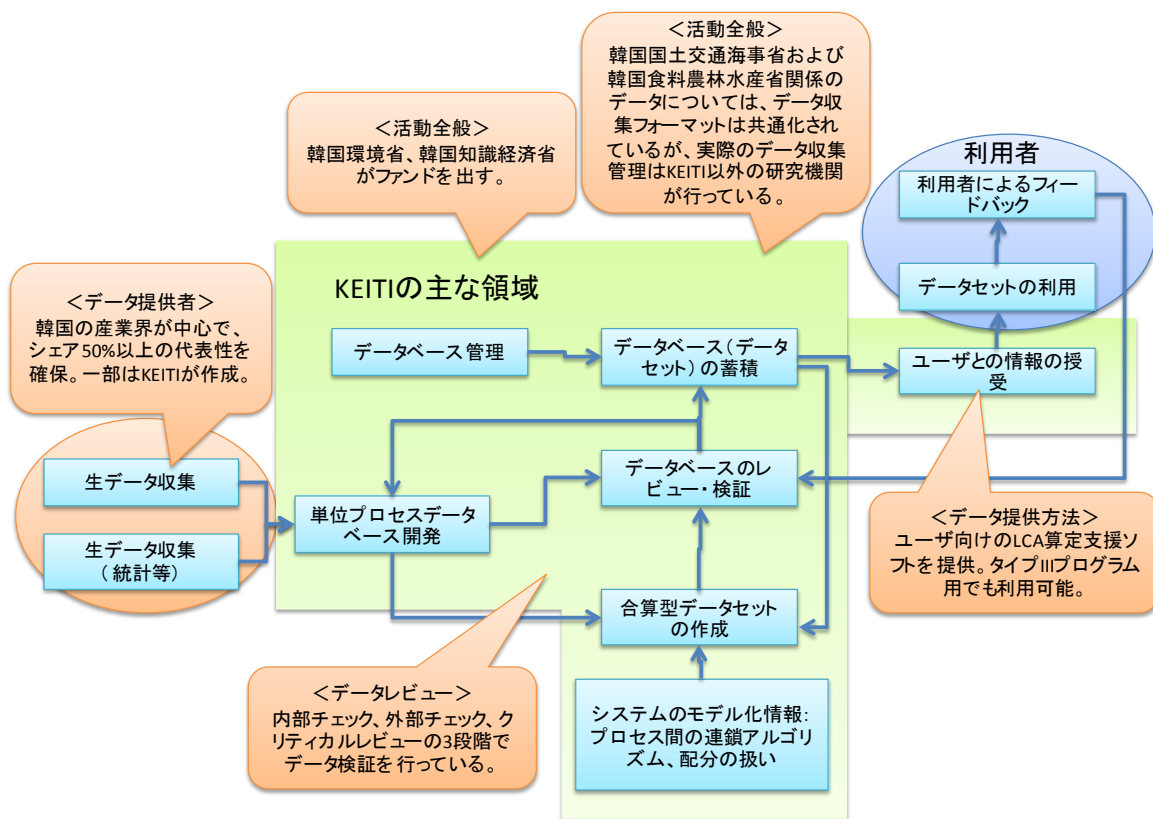 ＜活動全般＞
韓国国土交通海事省および
韓国食料農林水産省関係の
データについては、データ収
集フォーマットは共通化され
ているが、実際のデータ収集
管理はKEITI以外の研究機関
が行っている。
＜活動全般＞
韓国環境省、韓国知識経済省
がファンドを出す。
利用者
利用者によるフィー
ドバック
データセットの利用
KEITIの主な領域
＜データ提供者＞
韓国の産業界が中心で、
シェア50%以上の代表性を
確保。一部はKEITIが作成。
データベース管理
データベース（データ
セット）の蓄積
ユーザとの情報の授
受
生データ収集
生データ収集
（統計等）
単位プロセスデータ
ベース開発
データベースのレ
ビュー・検証
＜データ提供方法＞
ユーザ向けのLCA算定支援ソ
フトを提供。タイプIIIプログラム
用でも利用可能。
合算型データセット
の作成
＜データレビュー＞
内部チェック、外部チェック、ク
リティカルレビューの3段階で
データ検証を行っている。
システムのモデル化情報：
プロセス間の連鎖アルゴリ
ズム、配分の扱い